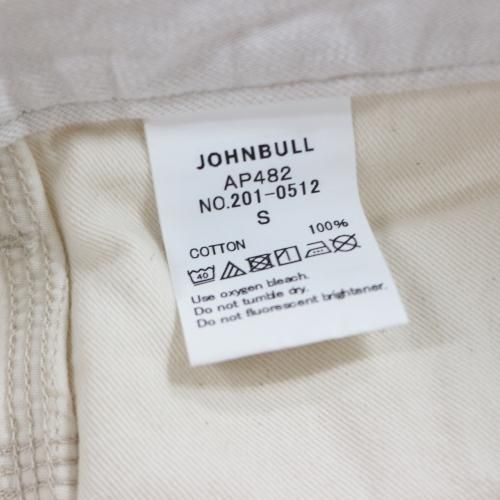 JOHNBULL
AP482
NO.201-0512
S
COTTON 100%
40
Use oxygen bleach.
Do not tumble dry.
Do not fluorescent brightener.